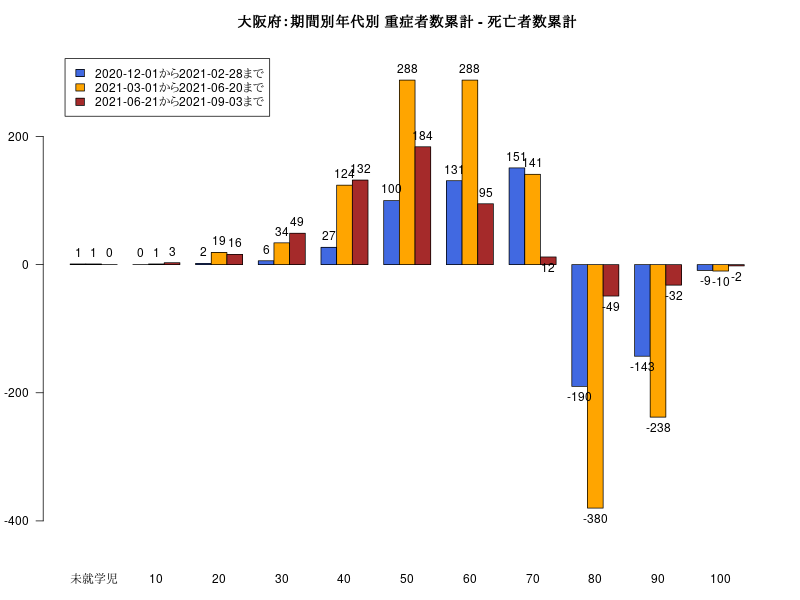 大阪府：期間別年代別 重症者数累計 - 死亡者数累計
2020-12-01から2021-02-28まで
2021-03-01から2021-06-20まで
2021-06-21から2021-09-03まで
200
0
-200
-400
1 1 0
0 1 3
2 19 16
6 34 49
27 124 132
100 288 184
131 288 95
151 141 12
-190 -380 -49
-143 -238 -32
-9 -10 -2
未就学児 10 20 30 40 50 60 70 80 90 100